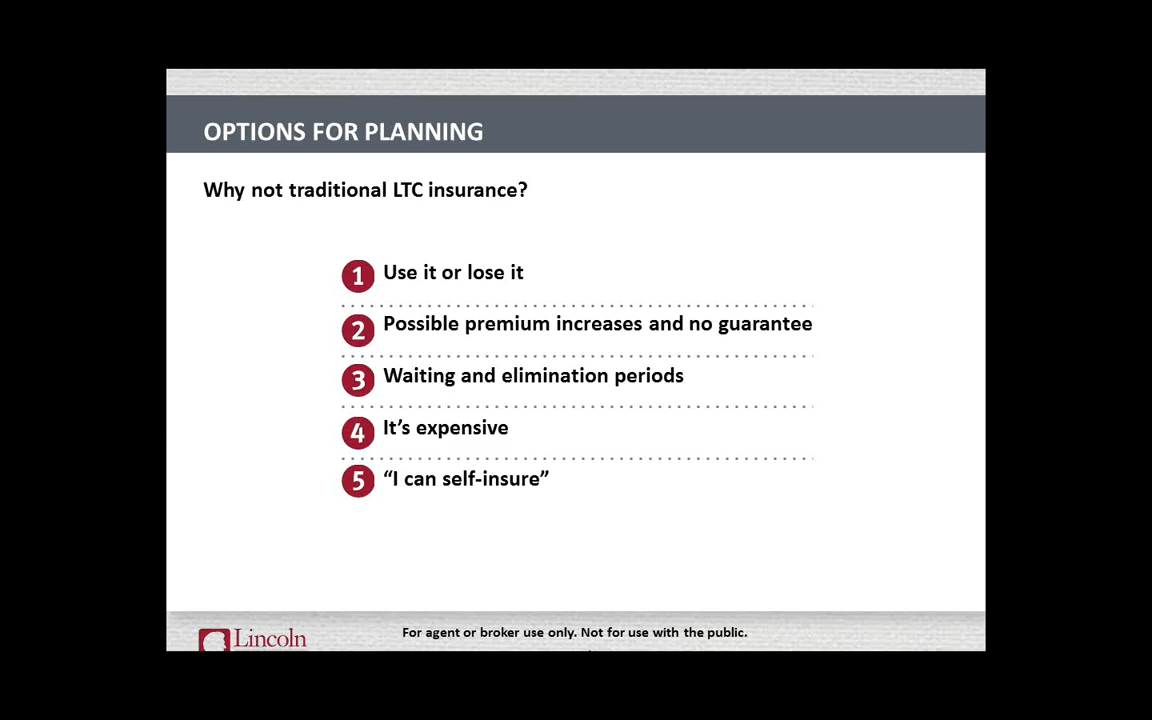 OPTIONS FOR PLANNING
Why not traditional LTC insurance?
1 Use it or lose it
2 Possible premium increases and no guarantee
3 Waiting and elimination periods
4 It’s expensive
5 “I can self-insure”
Lincoln
For agent or broker use only. Not for use with the public.